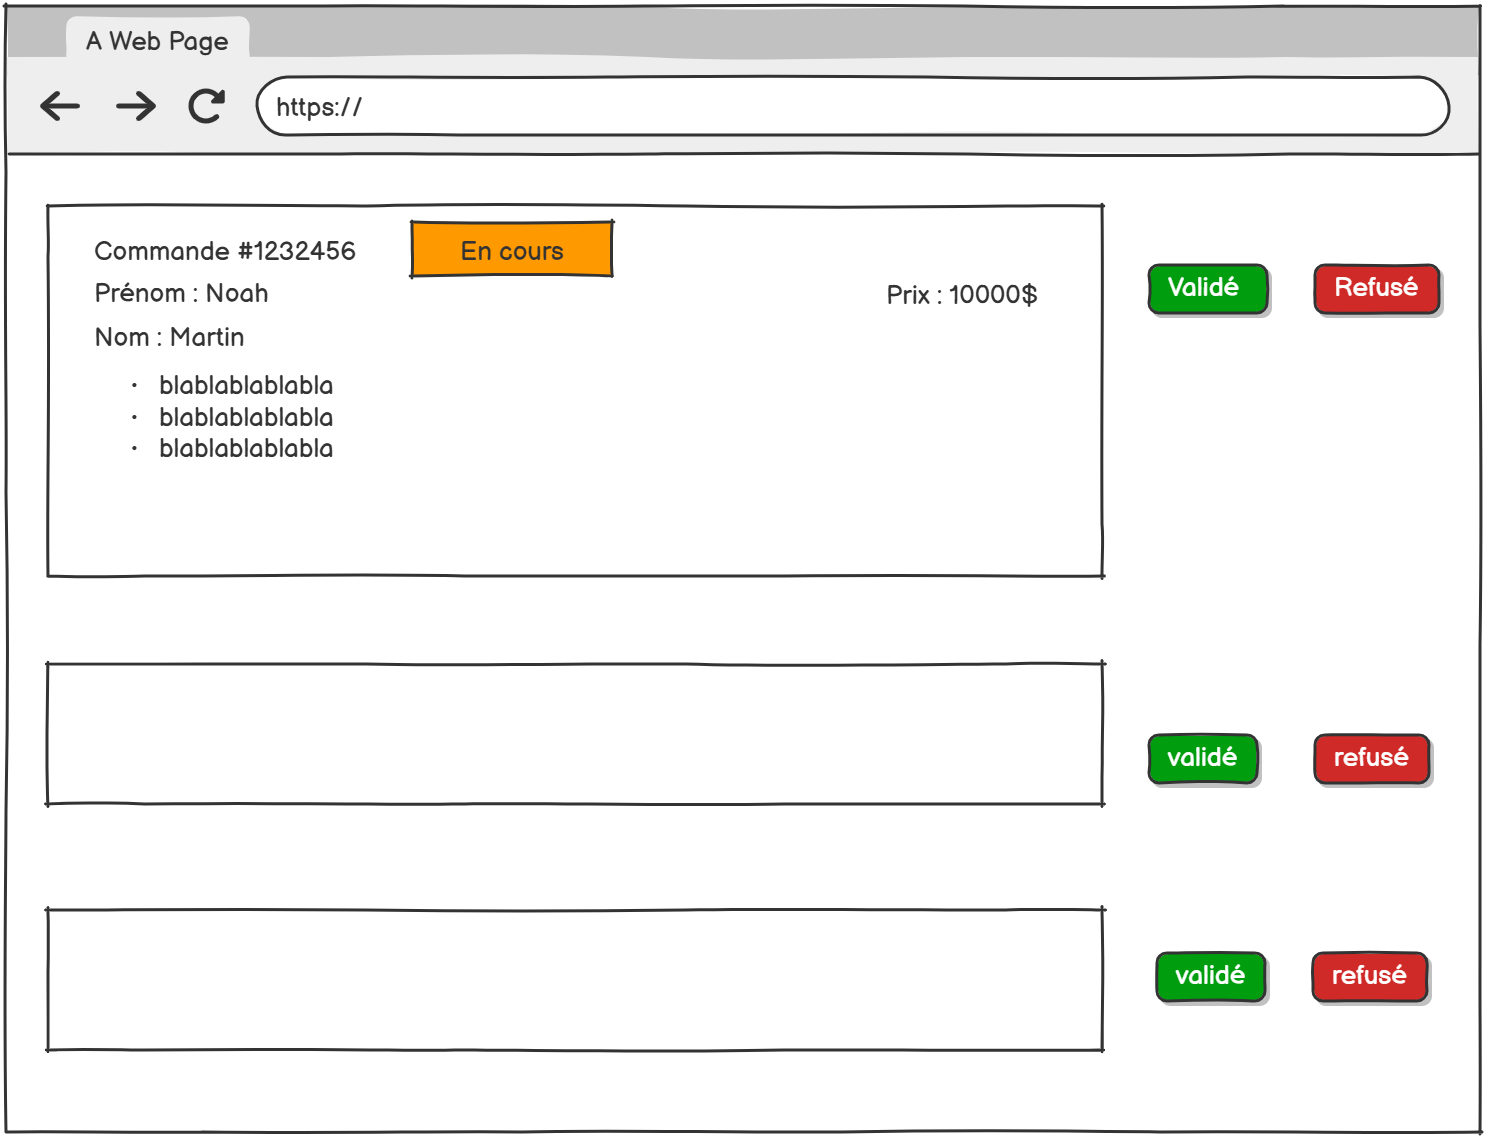 A Web Page
https://
Commande #1232456
En cours
Prénom : Noah
Prix : 10000$
Validé
Refusé
Nom : Martin
• blablablablabla
• blablablablabla
• blablablablabla
validé
refusé
validé
refusé